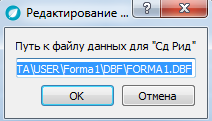 Редактирование ...
Путь к файлу данных для "Сд Рид"
TA\USER\Forma1\DBF\FORMA1.DBF
OK
Отмена